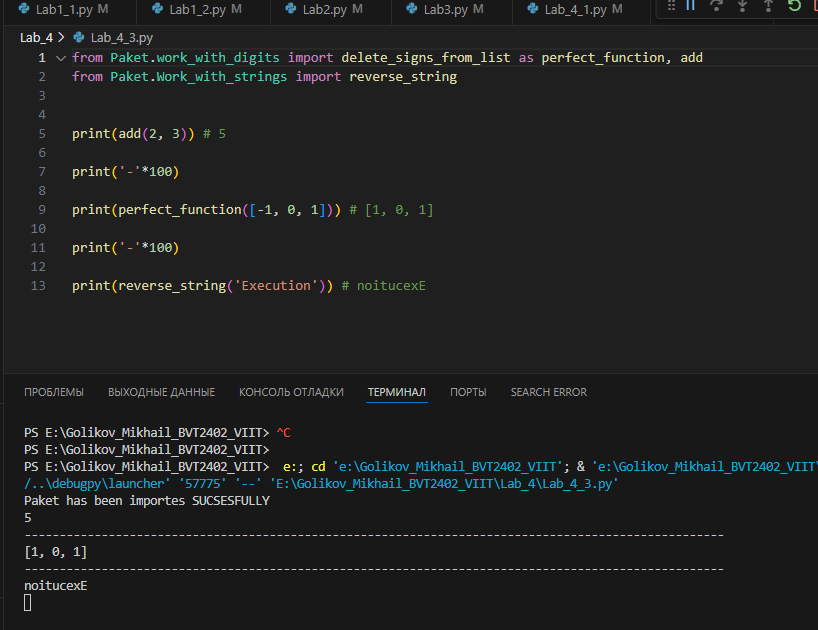 Lab1_1.py M Lab1_2.py M Lab2.py M Lab3.py M Lab_4_1.py M
Lab_4 > Lab_4_3.py
1 from Paket.work_with_digits import delete_signs_from_list as perfect_function, add
2 from Paket.Work_with_strings import reverse_string
3
4
5 print(add(2, 3)) # 5
6
7 print('-'*100)
8
9 print(perfect_function([-1, 0, 1])) # [1, 0, 1]
10
11 print('-'*100)
12
13 print(reverse_string('Execution')) # noitucexE
ПРОБЛЕМЫ ВЫХОДНЫЕ ДАННЫЕ КОНСОЛЬ ОТЛАДКИ ТЕРМИНАЛ ПОРТЫ SEARCH ERROR
PS E:\Golikov_Mikhail_BVT2402_VIIT> ^C
PS E:\Golikov_Mikhail_BVT2402_VIIT>
PS E:\Golikov_Mikhail_BVT2402_VIIT> e:; cd 'e:\Golikov_Mikhail_BVT2402_VIIT'; & 'e:\Golikov_Mikhail_BVT2402_VIIT\
/..\debugpy\launcher' '57775' '--' 'E:\Golikov_Mikhail_BVT2402_VIIT\Lab_4\Lab_4_3.py'
Paket has been importes SUCSESFULLY
5
----------------------------------------------------------------------------------------------------
[1, 0, 1]
----------------------------------------------------------------------------------------------------
noitucexE